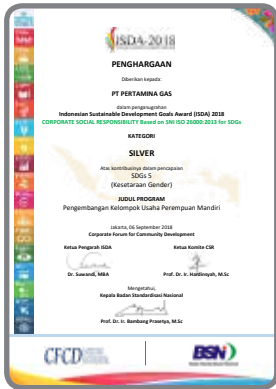 ISDA-2018
PENGHARGAAN
Diberikan kepada:
PT PERTAMINA GAS
dalam penganugrahan
Indonesian Sustainable Development Goals Award (ISDA) 2018
CORPORATE SOCIAL RESPONSIBILITY Based on SNI ISO 26000:2013 for SDGs
KATEGORI
SILVER
Atas kontribusinya dalam pencapaian
SDGs 5
(Kesetaraan Gender)
JUDUL PROGRAM
Pengembangan Kelompok Usaha Perempuan Mandiri
Jakarta, 06 September 2018
Corporate Forum for Community Development
Ketua Pengarah ISDA Ketua Komite CSR
Dr. Suwandi, MBA Prof. Dr. Ir. Hardinsyah, M.Sc
Mengetahui,
Kepala Badan Standardisasi Nasional
Prof. Dr. Ir. Bambang Prasetya, M.Sc
CFCD BSN